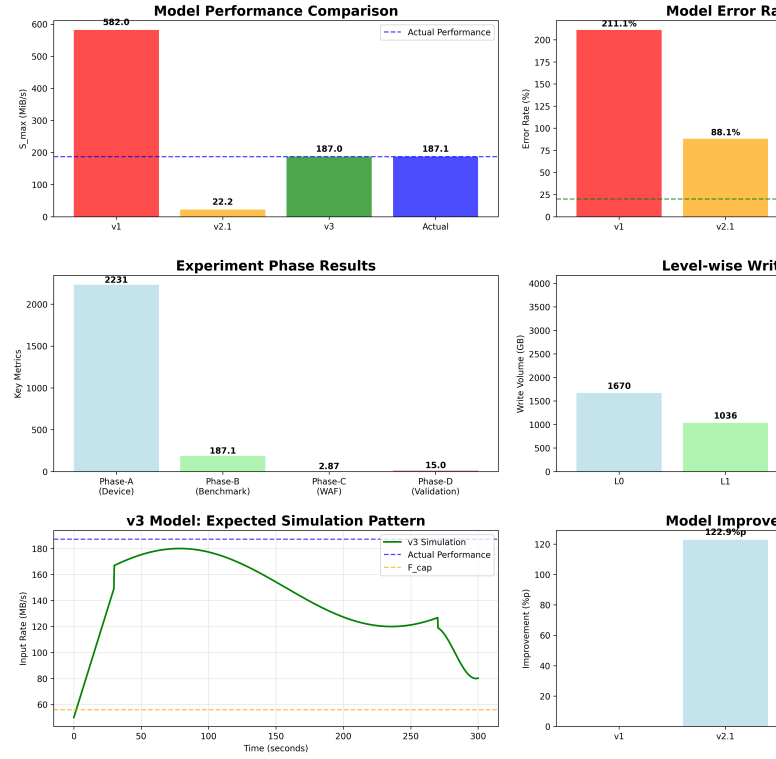 Model Performance Comparison
600
500
400
300
200
100
0
S_max (MiB/s)
582.0
22.2
187.0
187.1
Actual Performance
v1
v2.1
v3
Actual
Model Error Ra
200
175
150
125
100
75
50
25
0
Error Rate (%)
211.1%
88.1%
v1
v2.1
Experiment Phase Results
2000
1500
1000
500
0
Key Metrics
2231
187.1
2.87
15.0
Phase-A
(Device)
Phase-B
(Benchmark)
Phase-C
(WAF)
Phase-D
(Validation)
Level-wise Writ
4000
3500
3000
2500
2000
1500
1000
500
0
Write Volume (GB)
1670
1036
L0
L1
v3 Model: Expected Simulation Pattern
180
160
140
120
100
80
60
Input Rate (MB/s)
v3 Simulation
Actual Performance
F_cap
0
50
100
150
200
250
300
Time (seconds)
Model Improve
120
100
80
60
40
20
0
Improvement (%p)
122.9%p
v1
v2.1